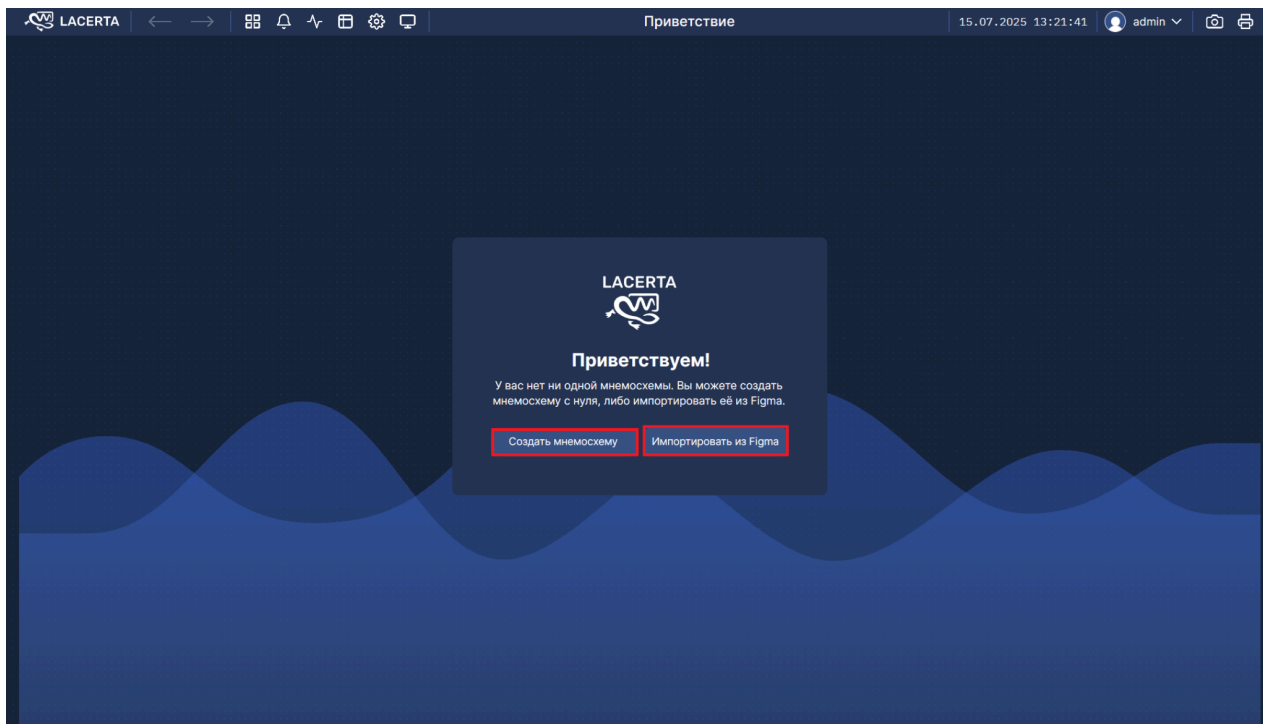 LACERTA
Приветствие
15.07.2025 13:21:41
admin
LACERTA
Приветствуем!
У вас нет ни одной мнемосхемы. Вы можете создать
мнемосхему с нуля, либо импортировать её из Figma.
Создать мнемосхему
Импортировать из Figma